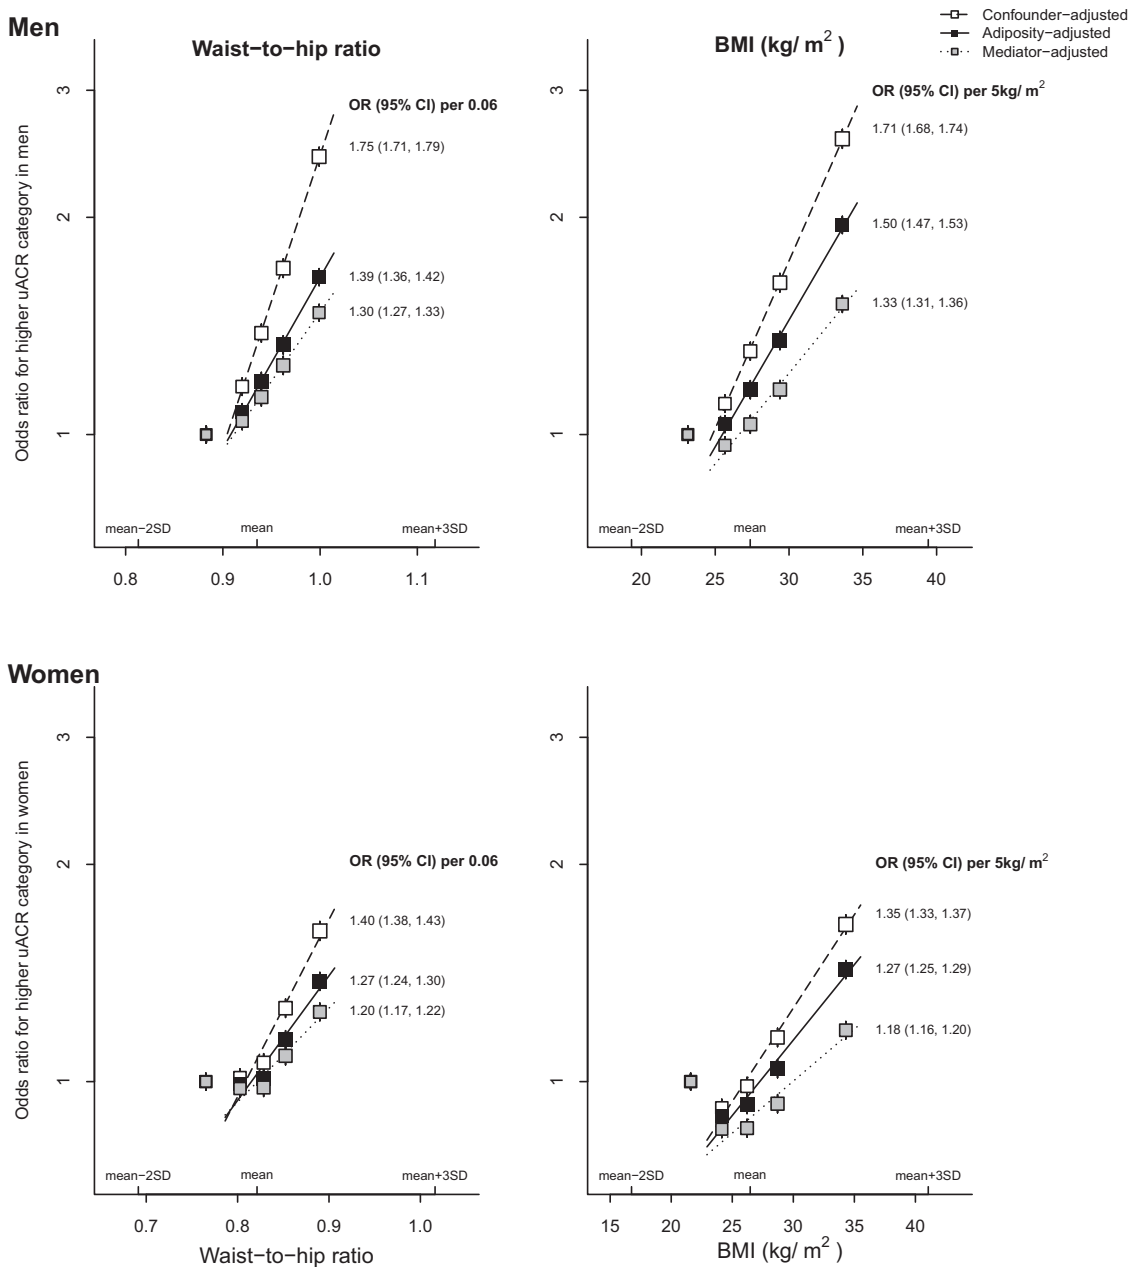 Confounder−adjusted
Adiposity−adjusted
Mediator−adjusted
Men
Waist−to−hip ratio
BMI (kg/ m2 )
Odds ratio for higher uACR category in men
3
2
1
OR (95% CI) per 0.06
1.75 (1.71, 1.79)
1.39 (1.36, 1.42)
1.30 (1.27, 1.33)
mean−2SD mean mean+3SD
0.8 0.9 1.0 1.1
3
2
1
OR (95% CI) per 5kg/ m2
1.71 (1.68, 1.74)
1.50 (1.47, 1.53)
1.33 (1.31, 1.36)
mean−2SD mean mean+3SD
20 25 30 35 40
Women
Odds ratio for higher uACR category in women
3
2
1
OR (95% CI) per 0.06
1.40 (1.38, 1.43)
1.27 (1.24, 1.30)
1.20 (1.17, 1.22)
mean−2SD mean mean+3SD
0.7 0.8 0.9 1.0
Waist−to−hip ratio
3
2
1
OR (95% CI) per 5kg/ m2
1.35 (1.33, 1.37)
1.27 (1.25, 1.29)
1.18 (1.16, 1.20)
mean−2SD mean mean+3SD
15 20 25 30 35 40
BMI (kg/ m2 )